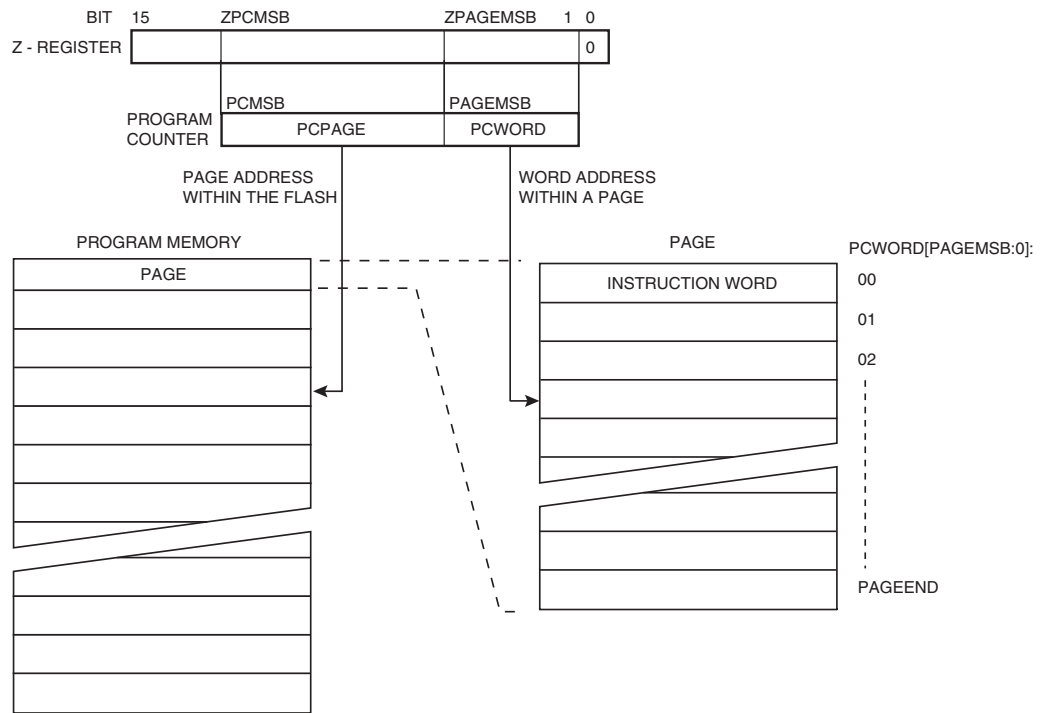 BIT 15 ZPCMSB ZPAGEMSB 1 0
Z - REGISTER 0
PCMSB PAGEMSB
PROGRAM
COUNTER
PCPAGE PCWORD
PAGE ADDRESS
WITHIN THE FLASH
WORD ADDRESS
WITHIN A PAGE
PROGRAM MEMORY
PAGE
PAGE
INSTRUCTION WORD
PCWORD[PAGEMSB:0]:
00
01
02
PAGEEND